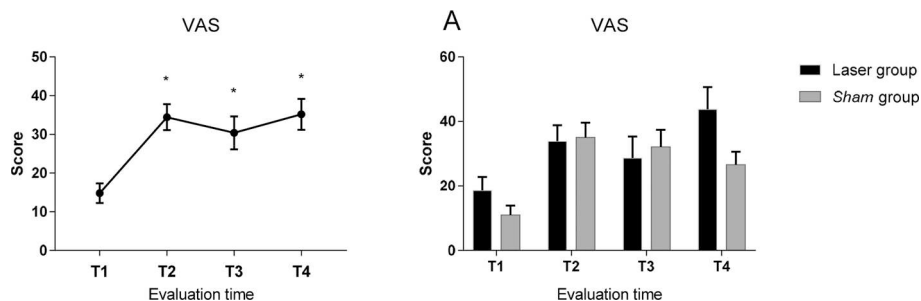 VAS
50
40
30
20
10
0
Score
*
*
*
T1 T2 T3 T4
Evaluation time
A
VAS
60
40
20
0
T1 T2 T3 T4
Evaluation time
Laser group
Sham group